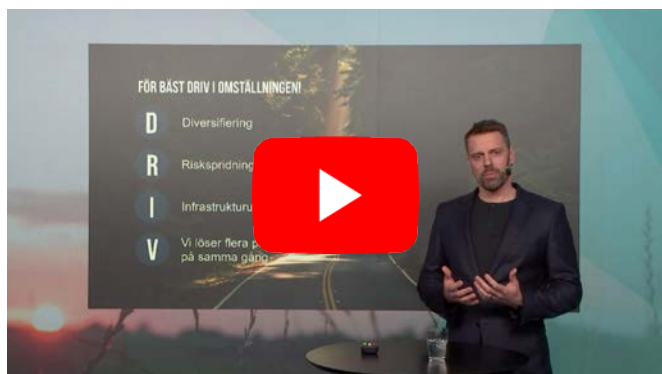 FÖR BÄST DRIV I OMSTÄLLNINGEN!
D Diversifiering
R Riskspridning
I
V Vi löser flera
på samma gång